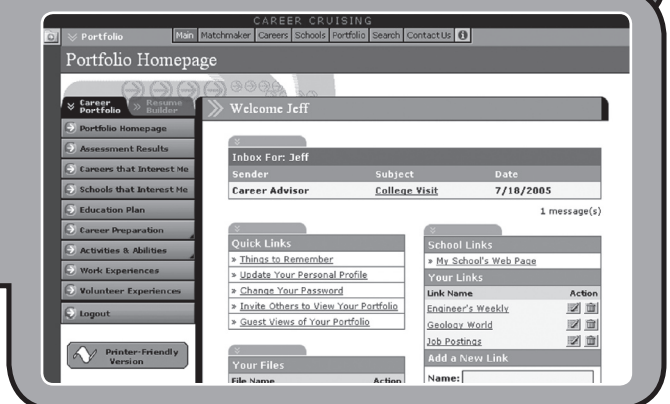 CAREER CRUISING
Portfolio Main Matchmaker Careers Schools Portfolio Search Contact Us
Portfolio Homepage
Career Portfolio
Resume Builder
Portfolio Homepage
Assessment Results
Careers that Interest Me
Schools that Interest Me
Education Plan
Career Preparation
Activities & Abilities
Work Experiences
Volunteer Experiences
Logout
Printer-Friendly
Version
Welcome Jeff
Inbox For: Jeff
Sender Subject Date
Career Advisor College Visit 7/18/2005
1 message(s)
Quick Links
» Things to Remember
» Update Your Personal Profile
» Change Your Password
» Invite Others to View Your Portfolio
» Guest Views of Your Portfolio
Your Files
File Name Action
School Links
» My School's Web Page
Your Links
Link Name Action
Engineer's Weekly
Geology World
Job Postings
Add a New Link
Name: